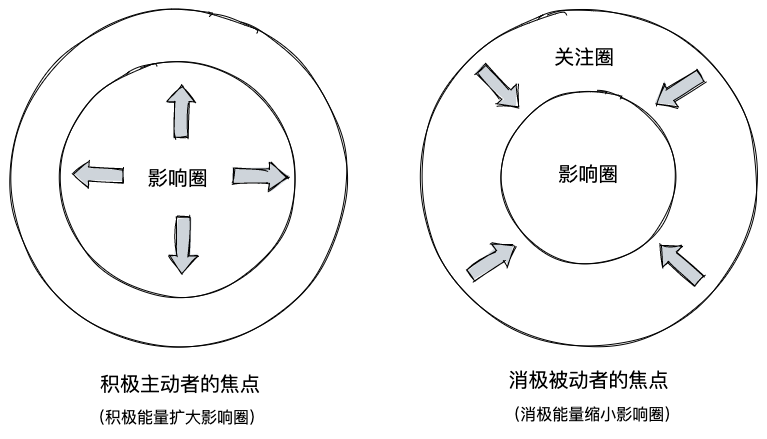 影响圈
积极主动者的焦点
(积极能量扩大影响圈)
关注圈
影响圈
消极被动者的焦点
(消极能量缩小影响圈)